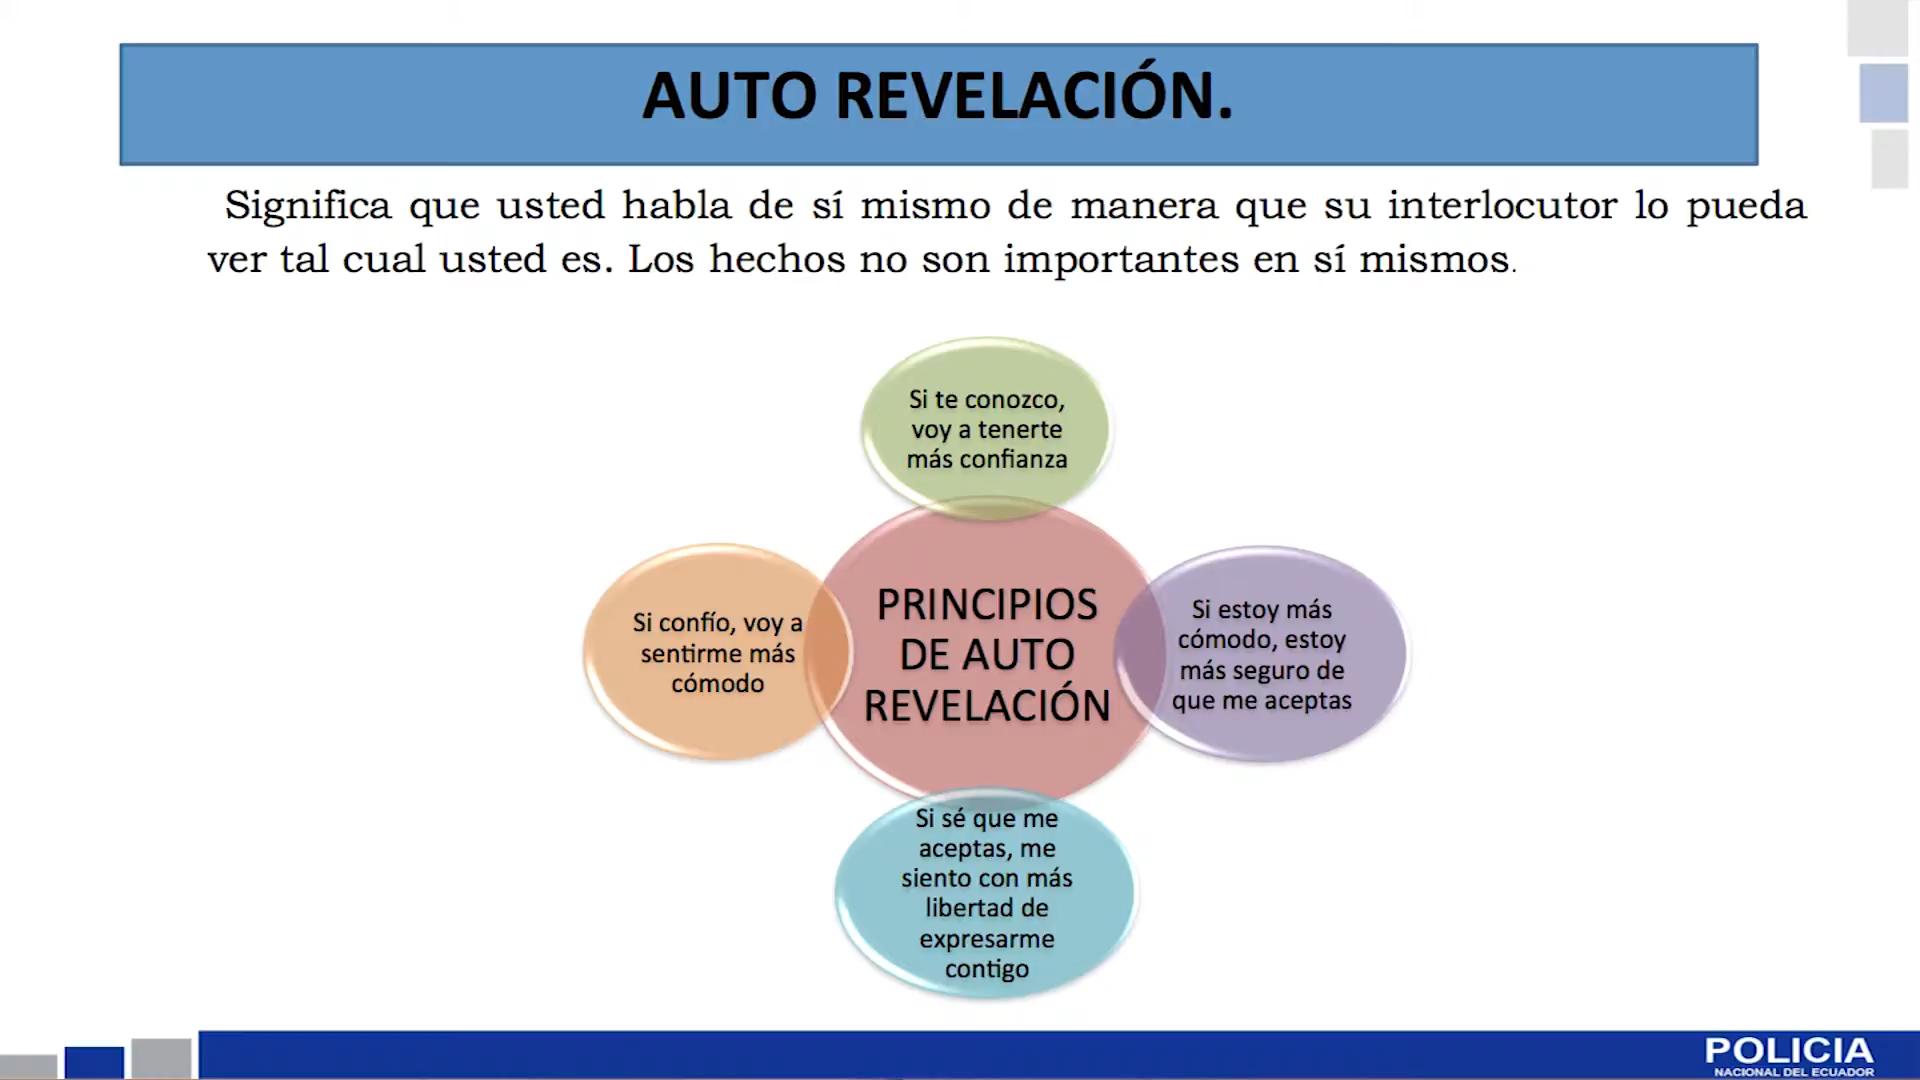 AUTO REVELACIÓN.
Significa que usted habla de sí mismo de manera que su interlocutor lo pueda
ver tal cual usted es. Los hechos no son importantes en sí mismos.
Si te conozco,
voy a tenerte
más confianza
Si confío, voy a
sentirme más
cómodo
PRINCIPIOS
DE AUTO
REVELACIÓN
Si estoy más
cómodo, estoy
más seguro de
que me aceptas
Si sé que me
aceptas, me
siento con más
libertad de
expresarme
contigo
POLICIA
NACIONAL DEL ECUADOR